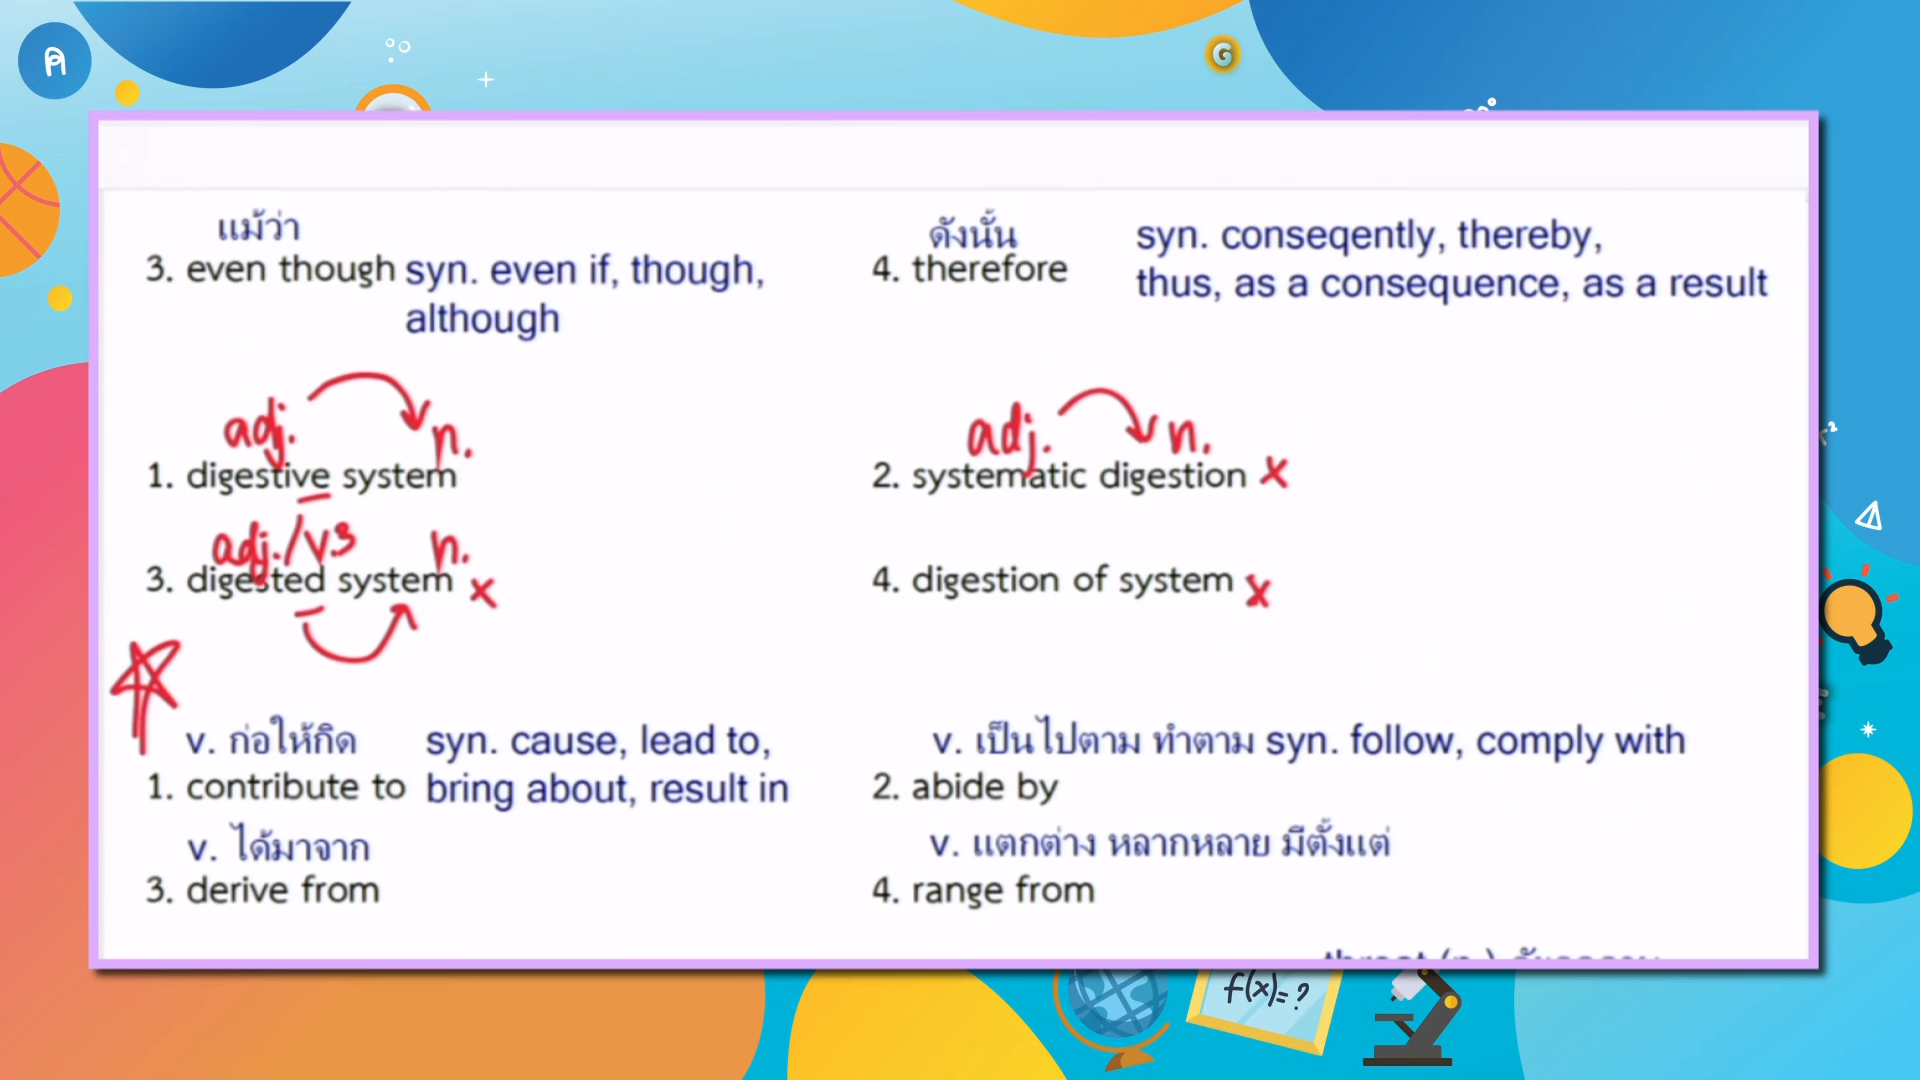 ค
แม้ว่า
3. even though syn. even if, though,
although
ดังนั้น
4. therefore syn. conseqently, thereby,
thus, as a consequence, as a result
adj. n.
1. digestive system
adj. n.
2. systematic digestion x
adj./v3 n.
3. digested system x
4. digestion of system x
v. ก่อให้กิด syn. cause, lead to,
1. contribute to bring about, result in
v. เป็นไปตาม ทำตาม syn. follow, comply with
2. abide by
v. ได้มาจาก
3. derive from
v. แตกต่าง หลากหลาย มีตั้งแต่
4. range from
f(x)=?